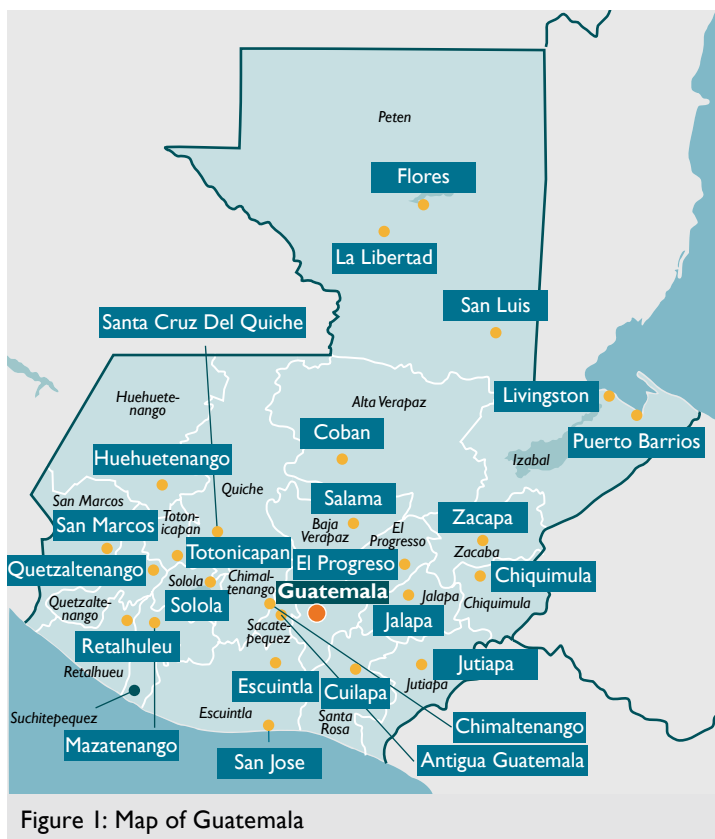 Peten
Flores
La Libertad
San Luis
Santa Cruz Del Quiche
Huehuete-
nango
Alta Verapaz
Livingston
Puerto Barrios
Coban
Izabal
Huehuetenango
Quiche
San Marcos
Salama
Toton-
icapan
San Marcos
Baja
Verapaz
El
Progresso
Zacapa
Zacaba
Totonicapan
El Progreso
Quetzaltenango
Solola
Chimal-
tenango
Chiquimula
Guatemala
Solola
Jalapa
Chiquimula
Quetzalte-
nango
Sacate-
pequez
Jalapa
Retalhuleu
Retalhueu
Escuintla
Cuilapa
Jutiapa
Jutiapa
Suchitepequez
Escuintla
Santa
Rosa
Chimaltenango
Mazatenango
San Jose
Antigua Guatemala
Figure 1: Map of Guatemala